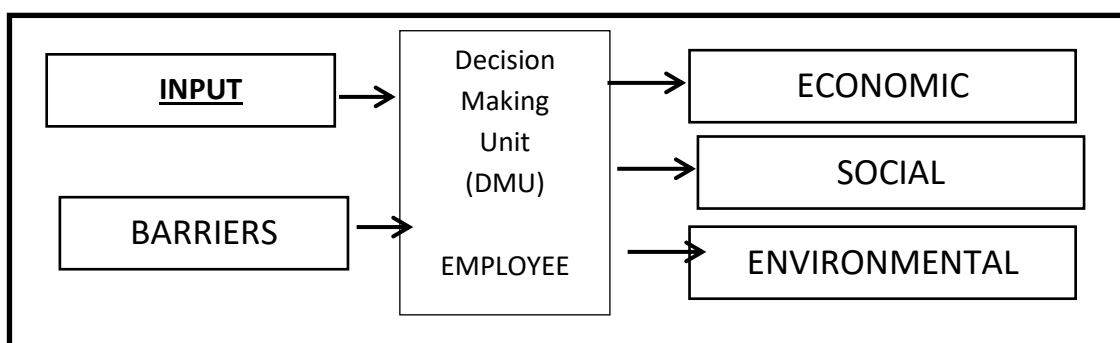 INPUT
BARRIERS
Decision
Making
Unit
(DMU)
EMPLOYEE
ECONOMIC
SOCIAL
ENVIRONMENTAL